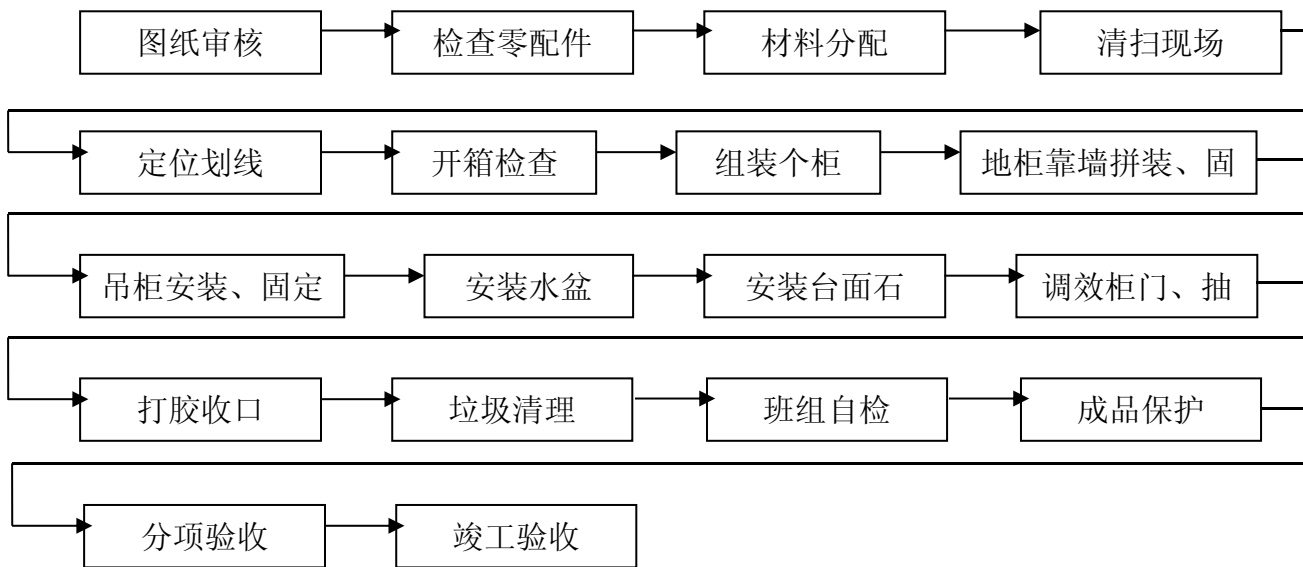 图纸审核 检查零配件 材料分配 清扫现场
定位划线 开箱检查 组装个柜 地柜靠墙拼装、固
吊柜安装、固定 安装水盆 安装台面石 调效柜门、抽
打胶收口 垃圾清理 班组自检 成品保护
分项验收 竣工验收